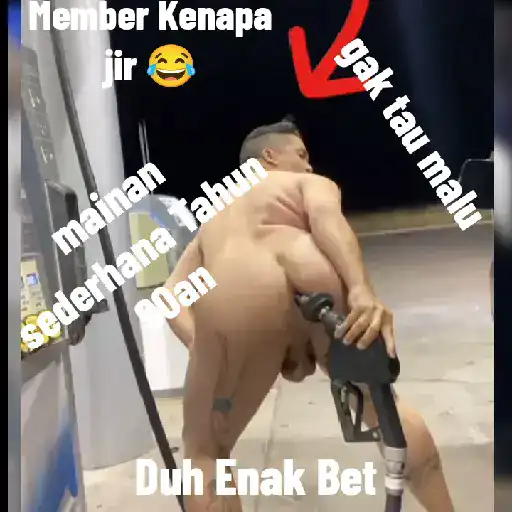 Member Kenapa
jir 😂
gak tau malu
mainan
sederhana Tahun
90an
Duh Enak Bet